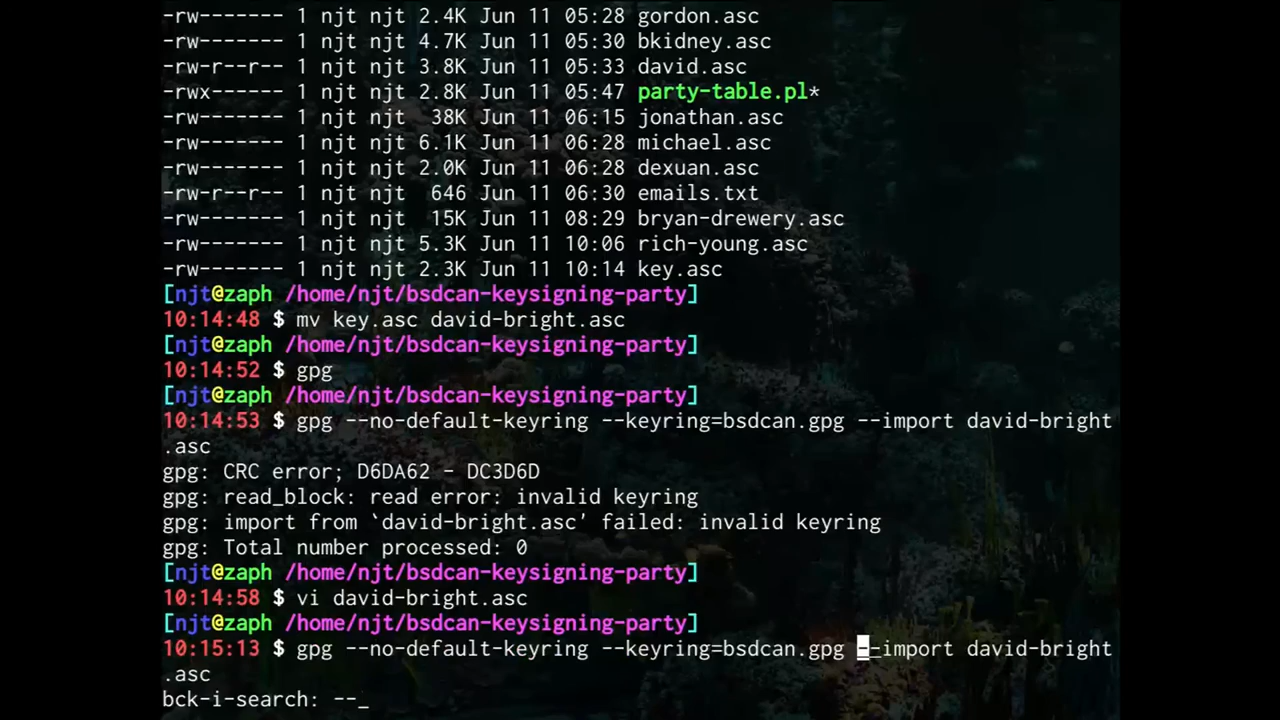 -rw------- 1 njt njt 2.4K Jun 11 05:28 gordon.asc
-rw------- 1 njt njt 4.7K Jun 11 05:30 bkidney.asc
-rw-r--r-- 1 njt njt 3.8K Jun 11 05:33 david.asc
-rwx------ 1 njt njt 2.8K Jun 11 05:47 party-table.pl*
-rw------- 1 njt njt  38K Jun 11 06:15 jonathan.asc
-rw------- 1 njt njt 6.1K Jun 11 06:28 michael.asc
-rw------- 1 njt njt 2.0K Jun 11 06:28 dexuan.asc
-rw-r--r-- 1 njt njt  646 Jun 11 06:30 emails.txt
-rw------- 1 njt njt  15K Jun 11 08:29 bryan-drewery.asc
-rw------- 1 njt njt 5.3K Jun 11 10:06 rich-young.asc
-rw------- 1 njt njt 2.3K Jun 11 10:14 key.asc
[njt@zaph /home/njt/bsdcan-keysigning-party]
10:14:48 $ mv key.asc david-bright.asc
[njt@zaph /home/njt/bsdcan-keysigning-party]
10:14:52 $ gpg
[njt@zaph /home/njt/bsdcan-keysigning-party]
10:14:53 $ gpg --no-default-keyring --keyring=bsdcan.gpg --import david-bright
.asc
gpg: CRC error; D6DA62 - DC3D6D
gpg: read_block: read error: invalid keyring
gpg: import from `david-bright.asc' failed: invalid keyring
gpg: Total number processed: 0
[njt@zaph /home/njt/bsdcan-keysigning-party]
10:14:58 $ vi david-bright.asc
[njt@zaph /home/njt/bsdcan-keysigning-party]
10:15:13 $ gpg --no-default-keyring --keyring=bsdcan.gpg --import david-bright
.asc
bck-i-search: --_